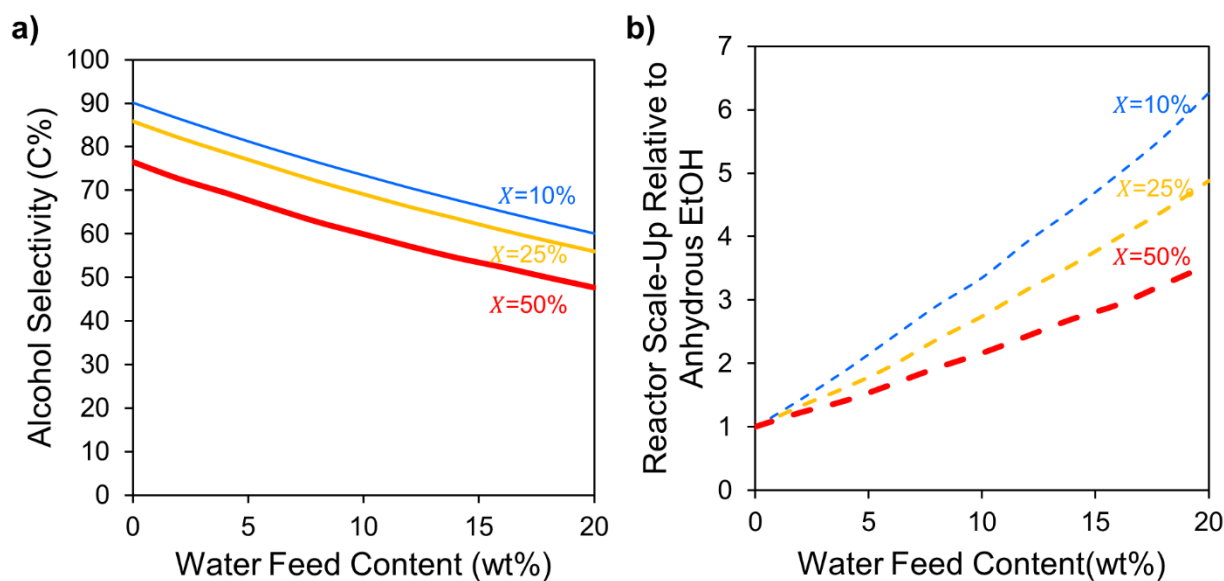 a)
Alcohol Selectivity (C%)
100
90
80
70
60
50
40
30
20
10
0
0 5 10 15 20
Water Feed Content (wt%)
X=10%
X=25%
X=50%
b)
Reactor Scale-Up Relative to
Anhydrous EtOH
7
6
5
4
3
2
1
0
0 5 10 15 20
Water Feed Content(wt%)
X=10%
X=25%
X=50%